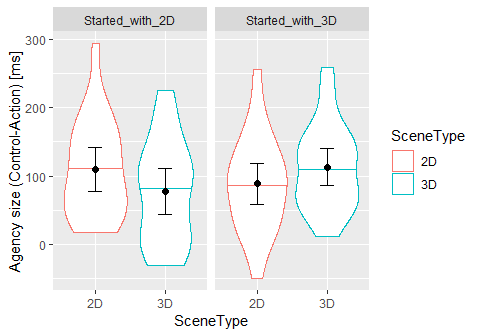 Started_with_2D
Started_with_3D
Agency size (Control-Action) [ms]
300
200
100
0
2D
3D
2D
3D
SceneType
SceneType
2D
3D